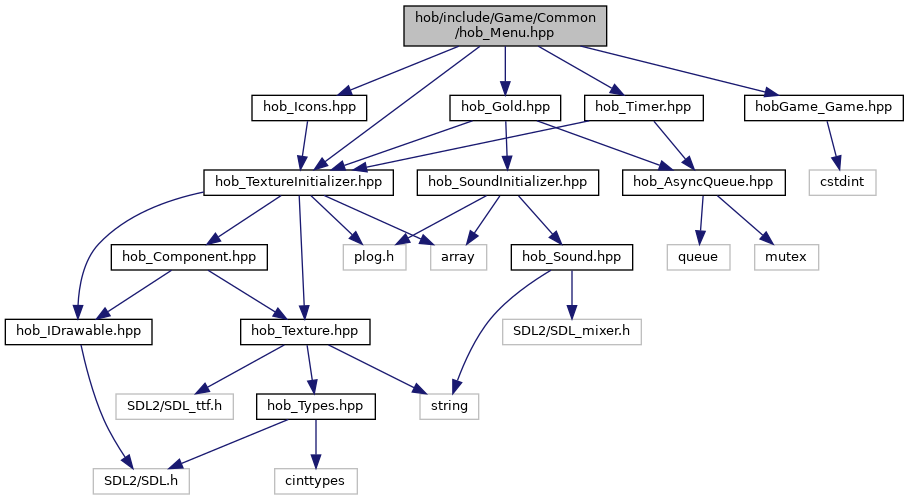 hob/include/Game/Common
/hob_Menu.hpp
hob_Icons.hpp
hob_Gold.hpp
hob_Timer.hpp
hobGame_Game.hpp
hob_TextureInitializer.hpp
hob_SoundInitializer.hpp
hob_AsyncQueue.hpp
cstdint
hob_Component.hpp
plog.h
array
hob_Sound.hpp
queue
mutex
hob_IDrawable.hpp
hob_Texture.hpp
SDL2/SDL_mixer.h
SDL2/SDL_ttf.h
hob_Types.hpp
string
SDL2/SDL.h
cinttypes